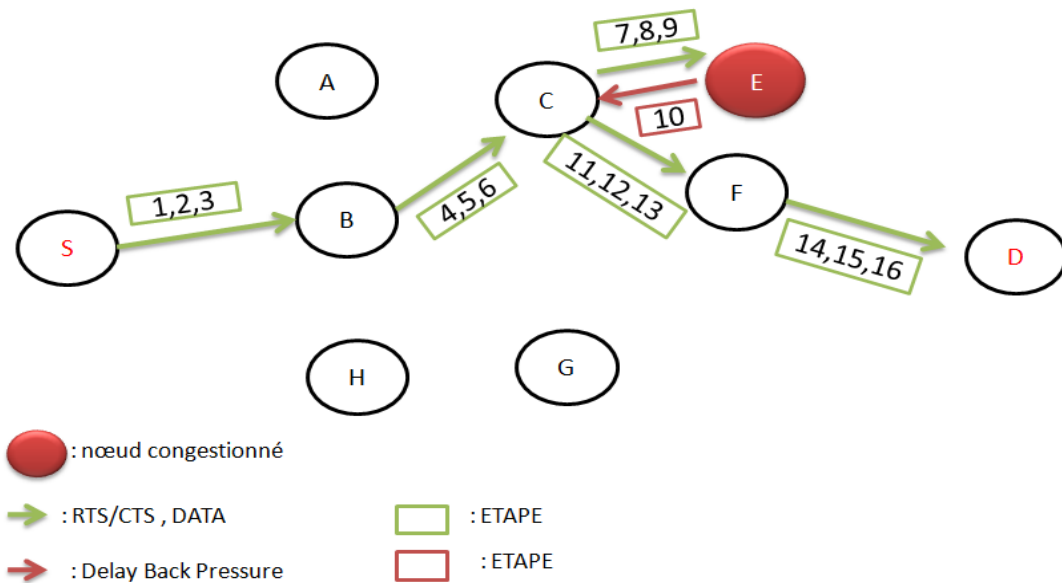 7,8,9
A
E
C
10
11,12,13
1,2,3
4,5,6
B
F
S
14,15,16
D
H
G
: nœud congestionné
: RTS/CTS , DATA
: ETAPE
: Delay Back Pressure
: ETAPE